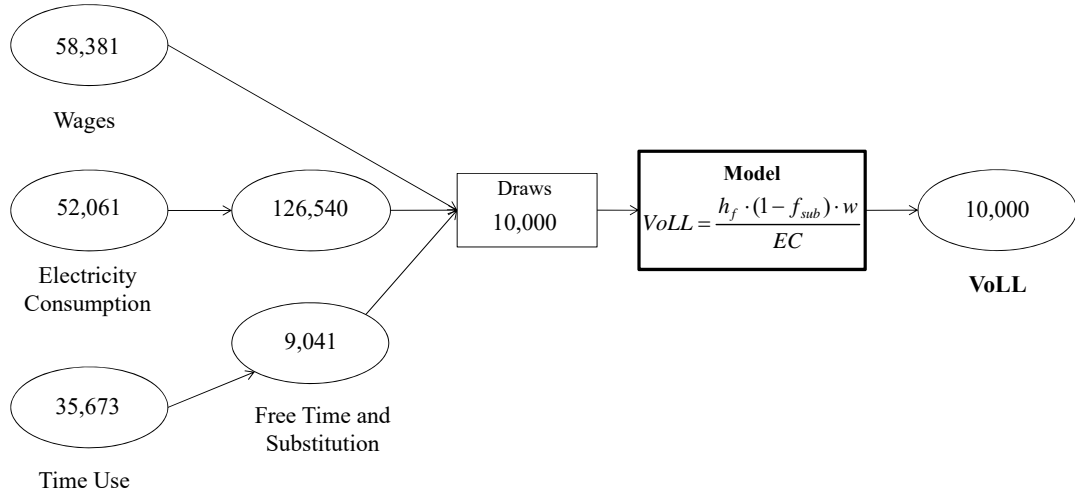 58,381
Wages
52,061
Electricity
Consumption
126,540
35,673
Time Use
9,041
Free Time and
Substitution
Draws
10,000
Model
VoLL = h_f · (1 − f_sub) · w / EC
10,000
VoLL